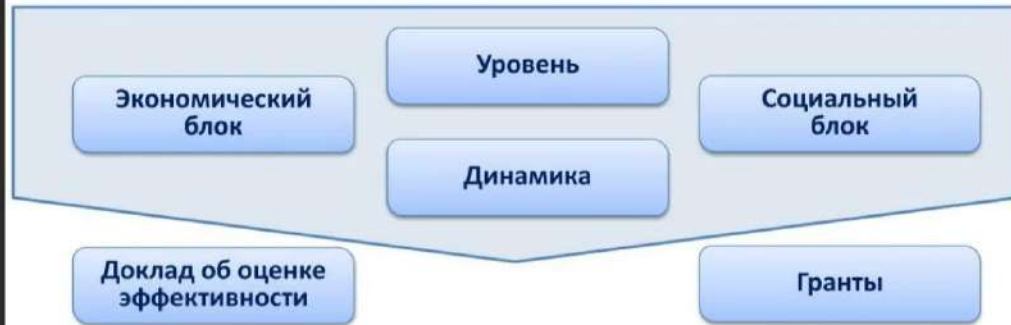 Уровень
Экономический
блок
Социальный
блок
Динамика
Доклад об оценке
эффективности
Гранты